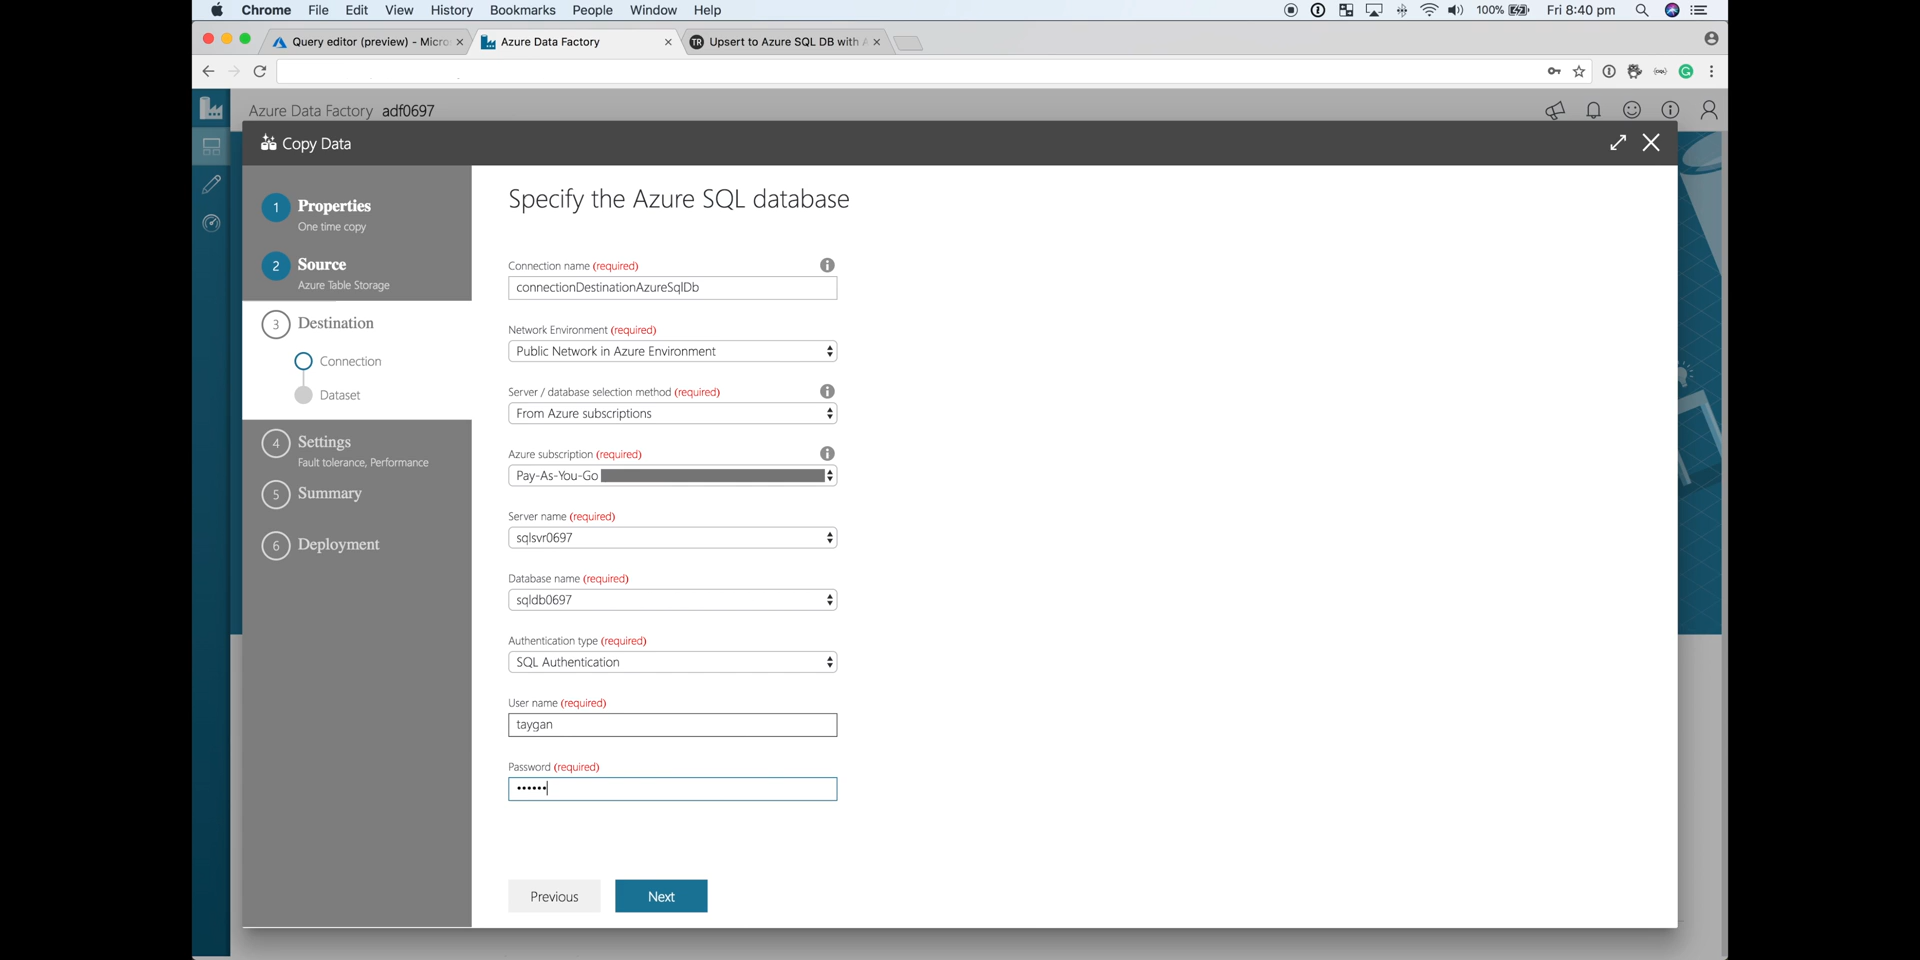 Chrome File Edit View History Bookmarks People Window Help 100% Fri 8:40 pm
Query editor (preview) - Micro
Azure Data Factory
Upsert to Azure SQL DB with A
Azure Data Factory adf0697
Copy Data
1 Properties
One time copy
2 Source
Azure Table Storage
3 Destination
Connection
Dataset
4 Settings
Fault tolerance, Performance
5 Summary
6 Deployment
Specify the Azure SQL database
Connection name (required)
connectionDestinationAzureSqlDb
Network Environment (required)
Public Network in Azure Environment
Server / database selection method (required)
From Azure subscriptions
Azure subscription (required)
Pay-As-You-Go
Server name (required)
sqlsvr0697
Database name (required)
sqldb0697
Authentication type (required)
SQL Authentication
User name (required)
taygan
Password (required)
••••••
Previous Next